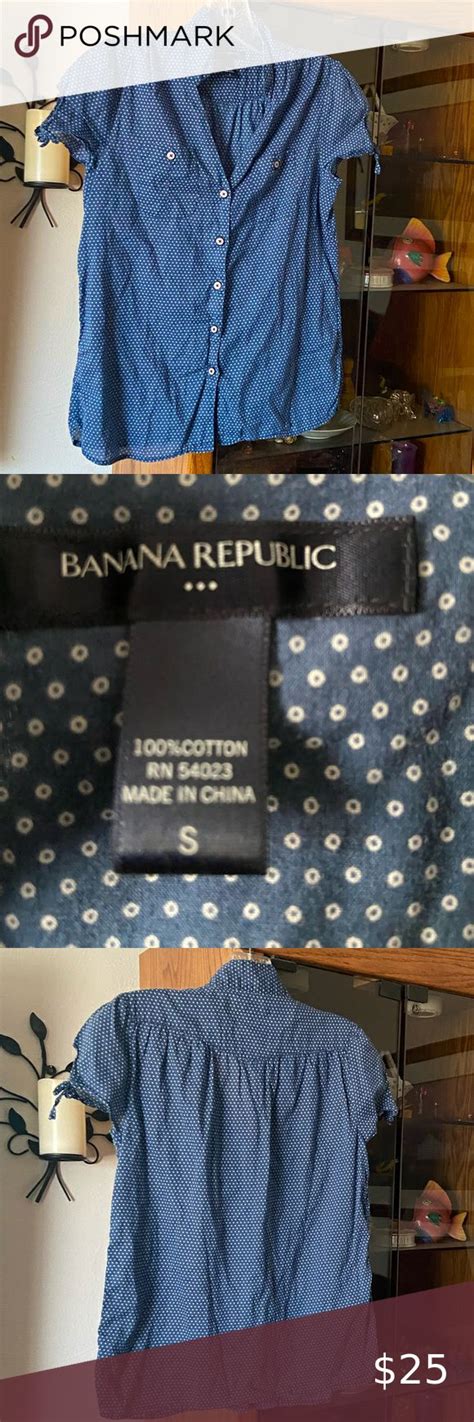 POSHMARK
BANANA REPUBLIC
100%COTTON
RN 54023
MADE IN CHINA
S
$25